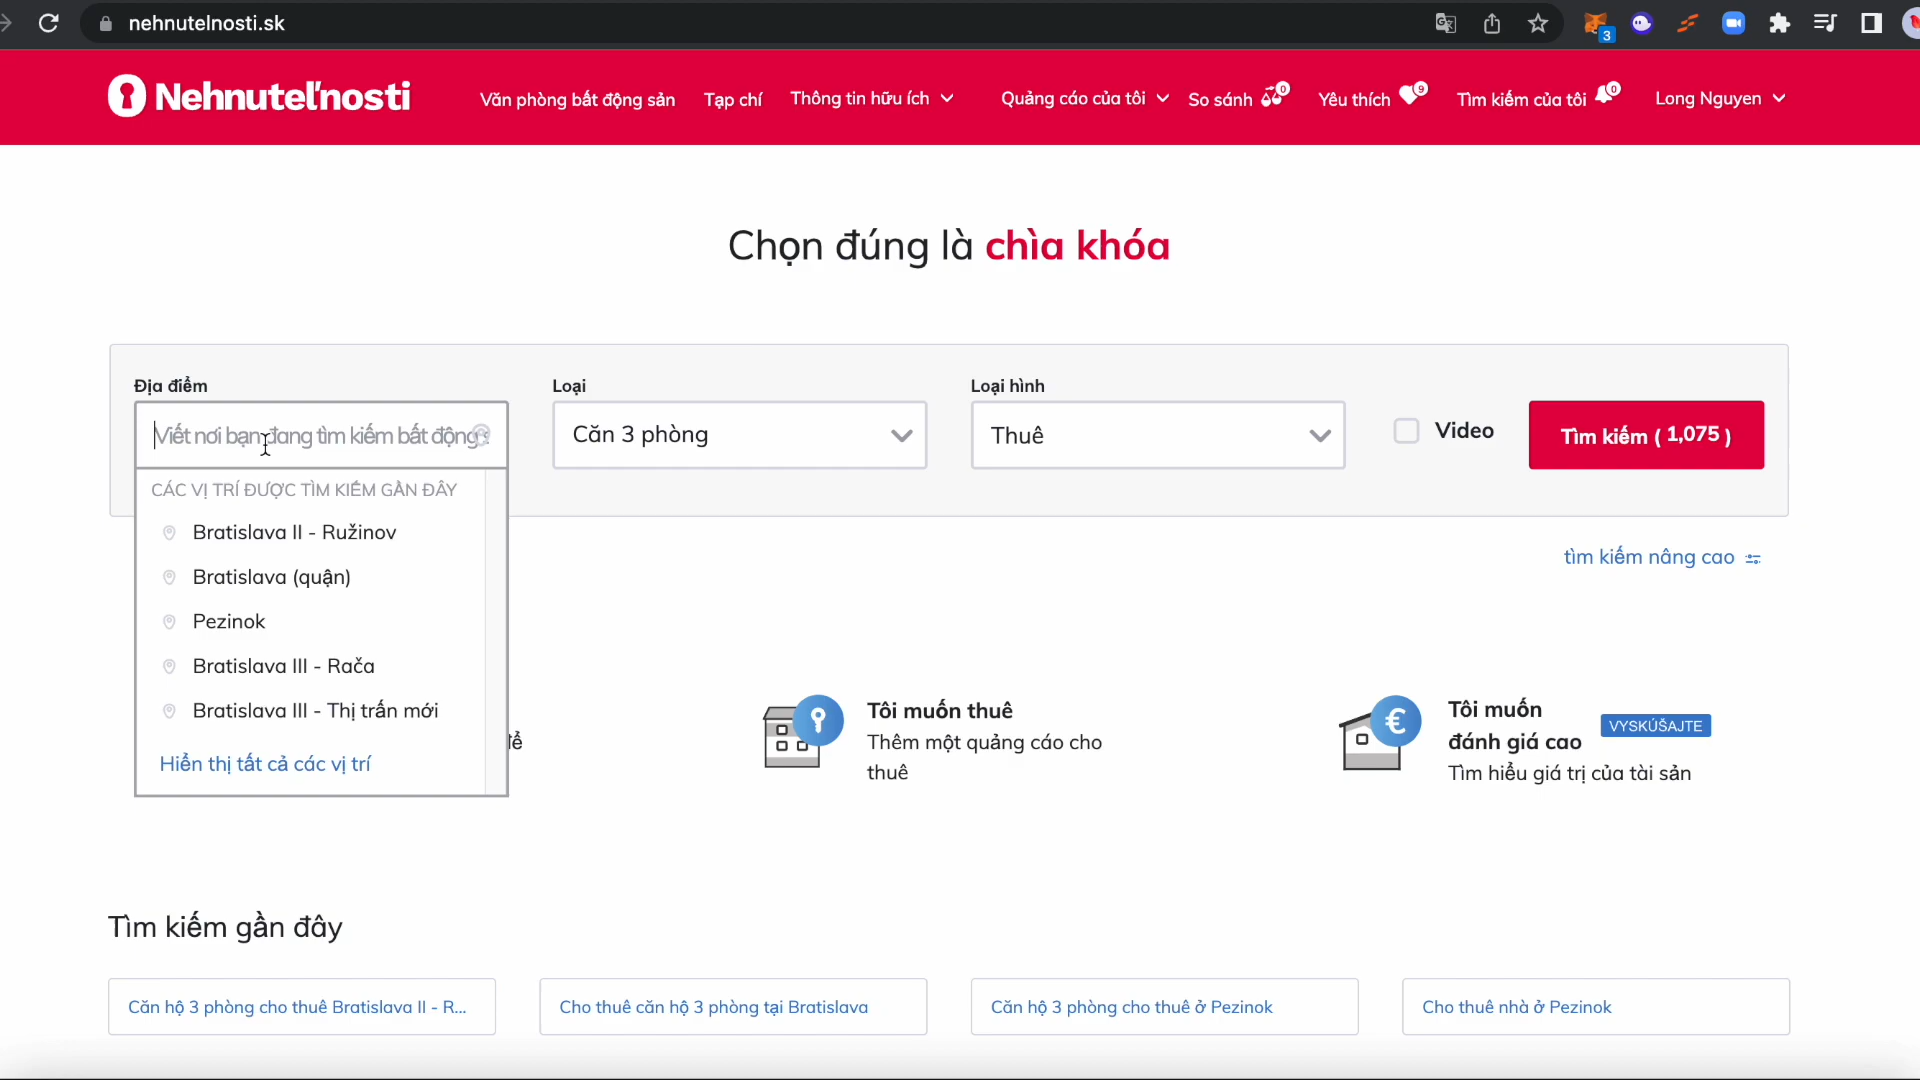 nehnutelnosti.sk
3
Nehnuteľnosti
Văn phòng bất động sản
Tạp chí
Thông tin hữu ích
Quảng cáo của tôi
So sánh 0
Yêu thích 9
Tìm kiếm của tôi 0
Long Nguyen
Chọn đúng là chìa khóa
Địa điểm
Loại
Loại hình
Viết nơi bạn đang tìm kiếm bất động s
Căn 3 phòng
Thuê
Video
Tìm kiếm ( 1,075 )
CÁC VỊ TRÍ ĐƯỢC TÌM KIẾM GẦN ĐÂY
Bratislava II - Ružinov
Bratislava (quận)
Pezinok
Bratislava III - Rača
Bratislava III - Thị trấn mới
Hiển thị tất cả các vị trí
tìm kiếm nâng cao
Tôi muốn thuê
Thêm một quảng cáo cho
thuê
Tôi muốn
đánh giá cao
VYSKÚŠAJTE
Tìm hiểu giá trị của tài sản
Tìm kiếm gần đây
Căn hộ 3 phòng cho thuê Bratislava II - R...
Cho thuê căn hộ 3 phòng tại Bratislava
Căn hộ 3 phòng cho thuê ở Pezinok
Cho thuê nhà ở Pezinok